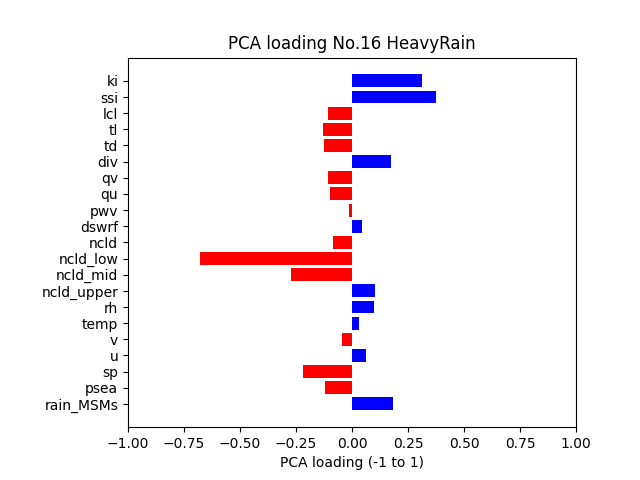 PCA loading No.16 HeavyRain
ki
ssi
lcl
tl
td
div
qv
qu
pwv
dswrf
ncld
ncld_low
ncld_mid
ncld_upper
rh
temp
v
u
sp
psea
rain_MSMs
−1.00 −0.75 −0.50 −0.25 0.00 0.25 0.50 0.75 1.00
PCA loading (-1 to 1)